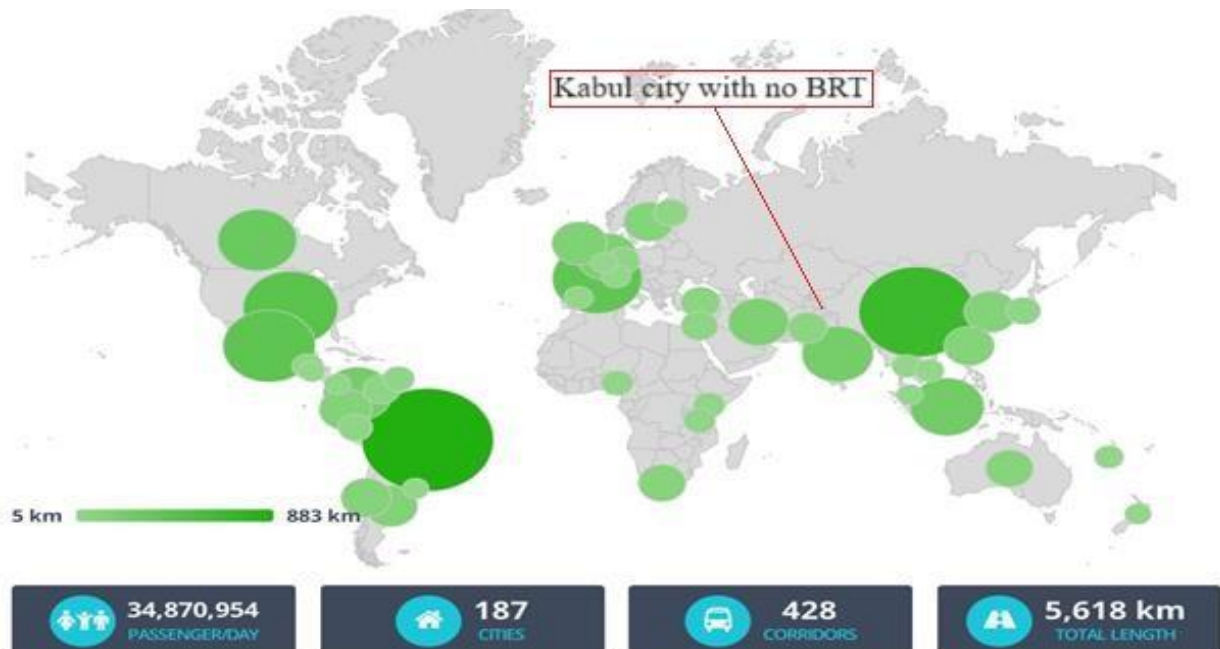 Kabul city with no BRT
5 km
883 km
34,870,954
PASSENGER/DAY
187
CITIES
428
CORRIDORS
5,618 km
TOTAL LENGTH